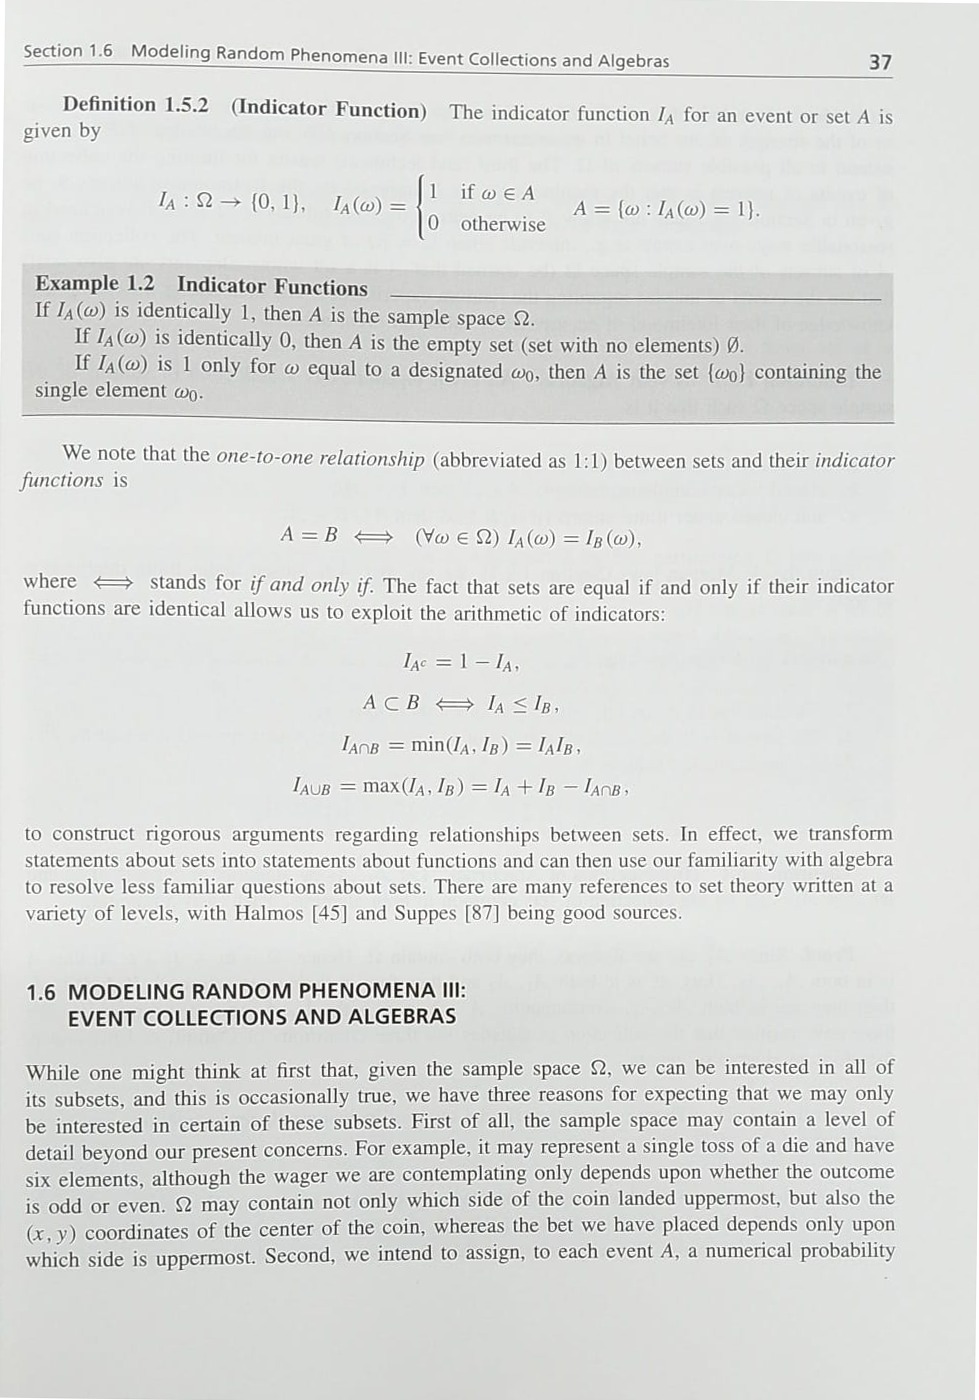 Section 1.6 Modeling Random Phenomena III: Event Collections and Algebras 37
Definition 1.5.2 (Indicator Function) The indicator function I_A for an event or set A is
given by
I_A : Ω → {0, 1}, I_A(ω) = { 1 if ω ∈ A
0 otherwise A = {ω : I_A(ω) = 1}.
Example 1.2 Indicator Functions
If I_A(ω) is identically 1, then A is the sample space Ω.
If I_A(ω) is identically 0, then A is the empty set (set with no elements) Ø.
If I_A(ω) is 1 only for ω equal to a designated ω₀, then A is the set {ω₀} containing the
single element ω₀.
We note that the one-to-one relationship (abbreviated as 1:1) between sets and their indicator
functions is
A = B ⟺ (∀ω ∈ Ω) I_A(ω) = I_B(ω),
where ⟺ stands for if and only if. The fact that sets are equal if and only if their indicator
functions are identical allows us to exploit the arithmetic of indicators:
I_{A^c} = 1 − I_A,
A ⊂ B ⟺ I_A ≤ I_B,
I_{A∩B} = min(I_A, I_B) = I_A I_B,
I_{A∪B} = max(I_A, I_B) = I_A + I_B − I_{A∩B},
to construct rigorous arguments regarding relationships between sets. In effect, we transform
statements about sets into statements about functions and can then use our familiarity with algebra
to resolve less familiar questions about sets. There are many references to set theory written at a
variety of levels, with Halmos [45] and Suppes [87] being good sources.
1.6 MODELING RANDOM PHENOMENA III:
EVENT COLLECTIONS AND ALGEBRAS
While one might think at first that, given the sample space Ω, we can be interested in all of
its subsets, and this is occasionally true, we have three reasons for expecting that we may only
be interested in certain of these subsets. First of all, the sample space may contain a level of
detail beyond our present concerns. For example, it may represent a single toss of a die and have
six elements, although the wager we are contemplating only depends upon whether the outcome
is odd or even. Ω may contain not only which side of the coin landed uppermost, but also the
(x, y) coordinates of the center of the coin, whereas the bet we have placed depends only upon
which side is uppermost. Second, we intend to assign, to each event A, a numerical probability